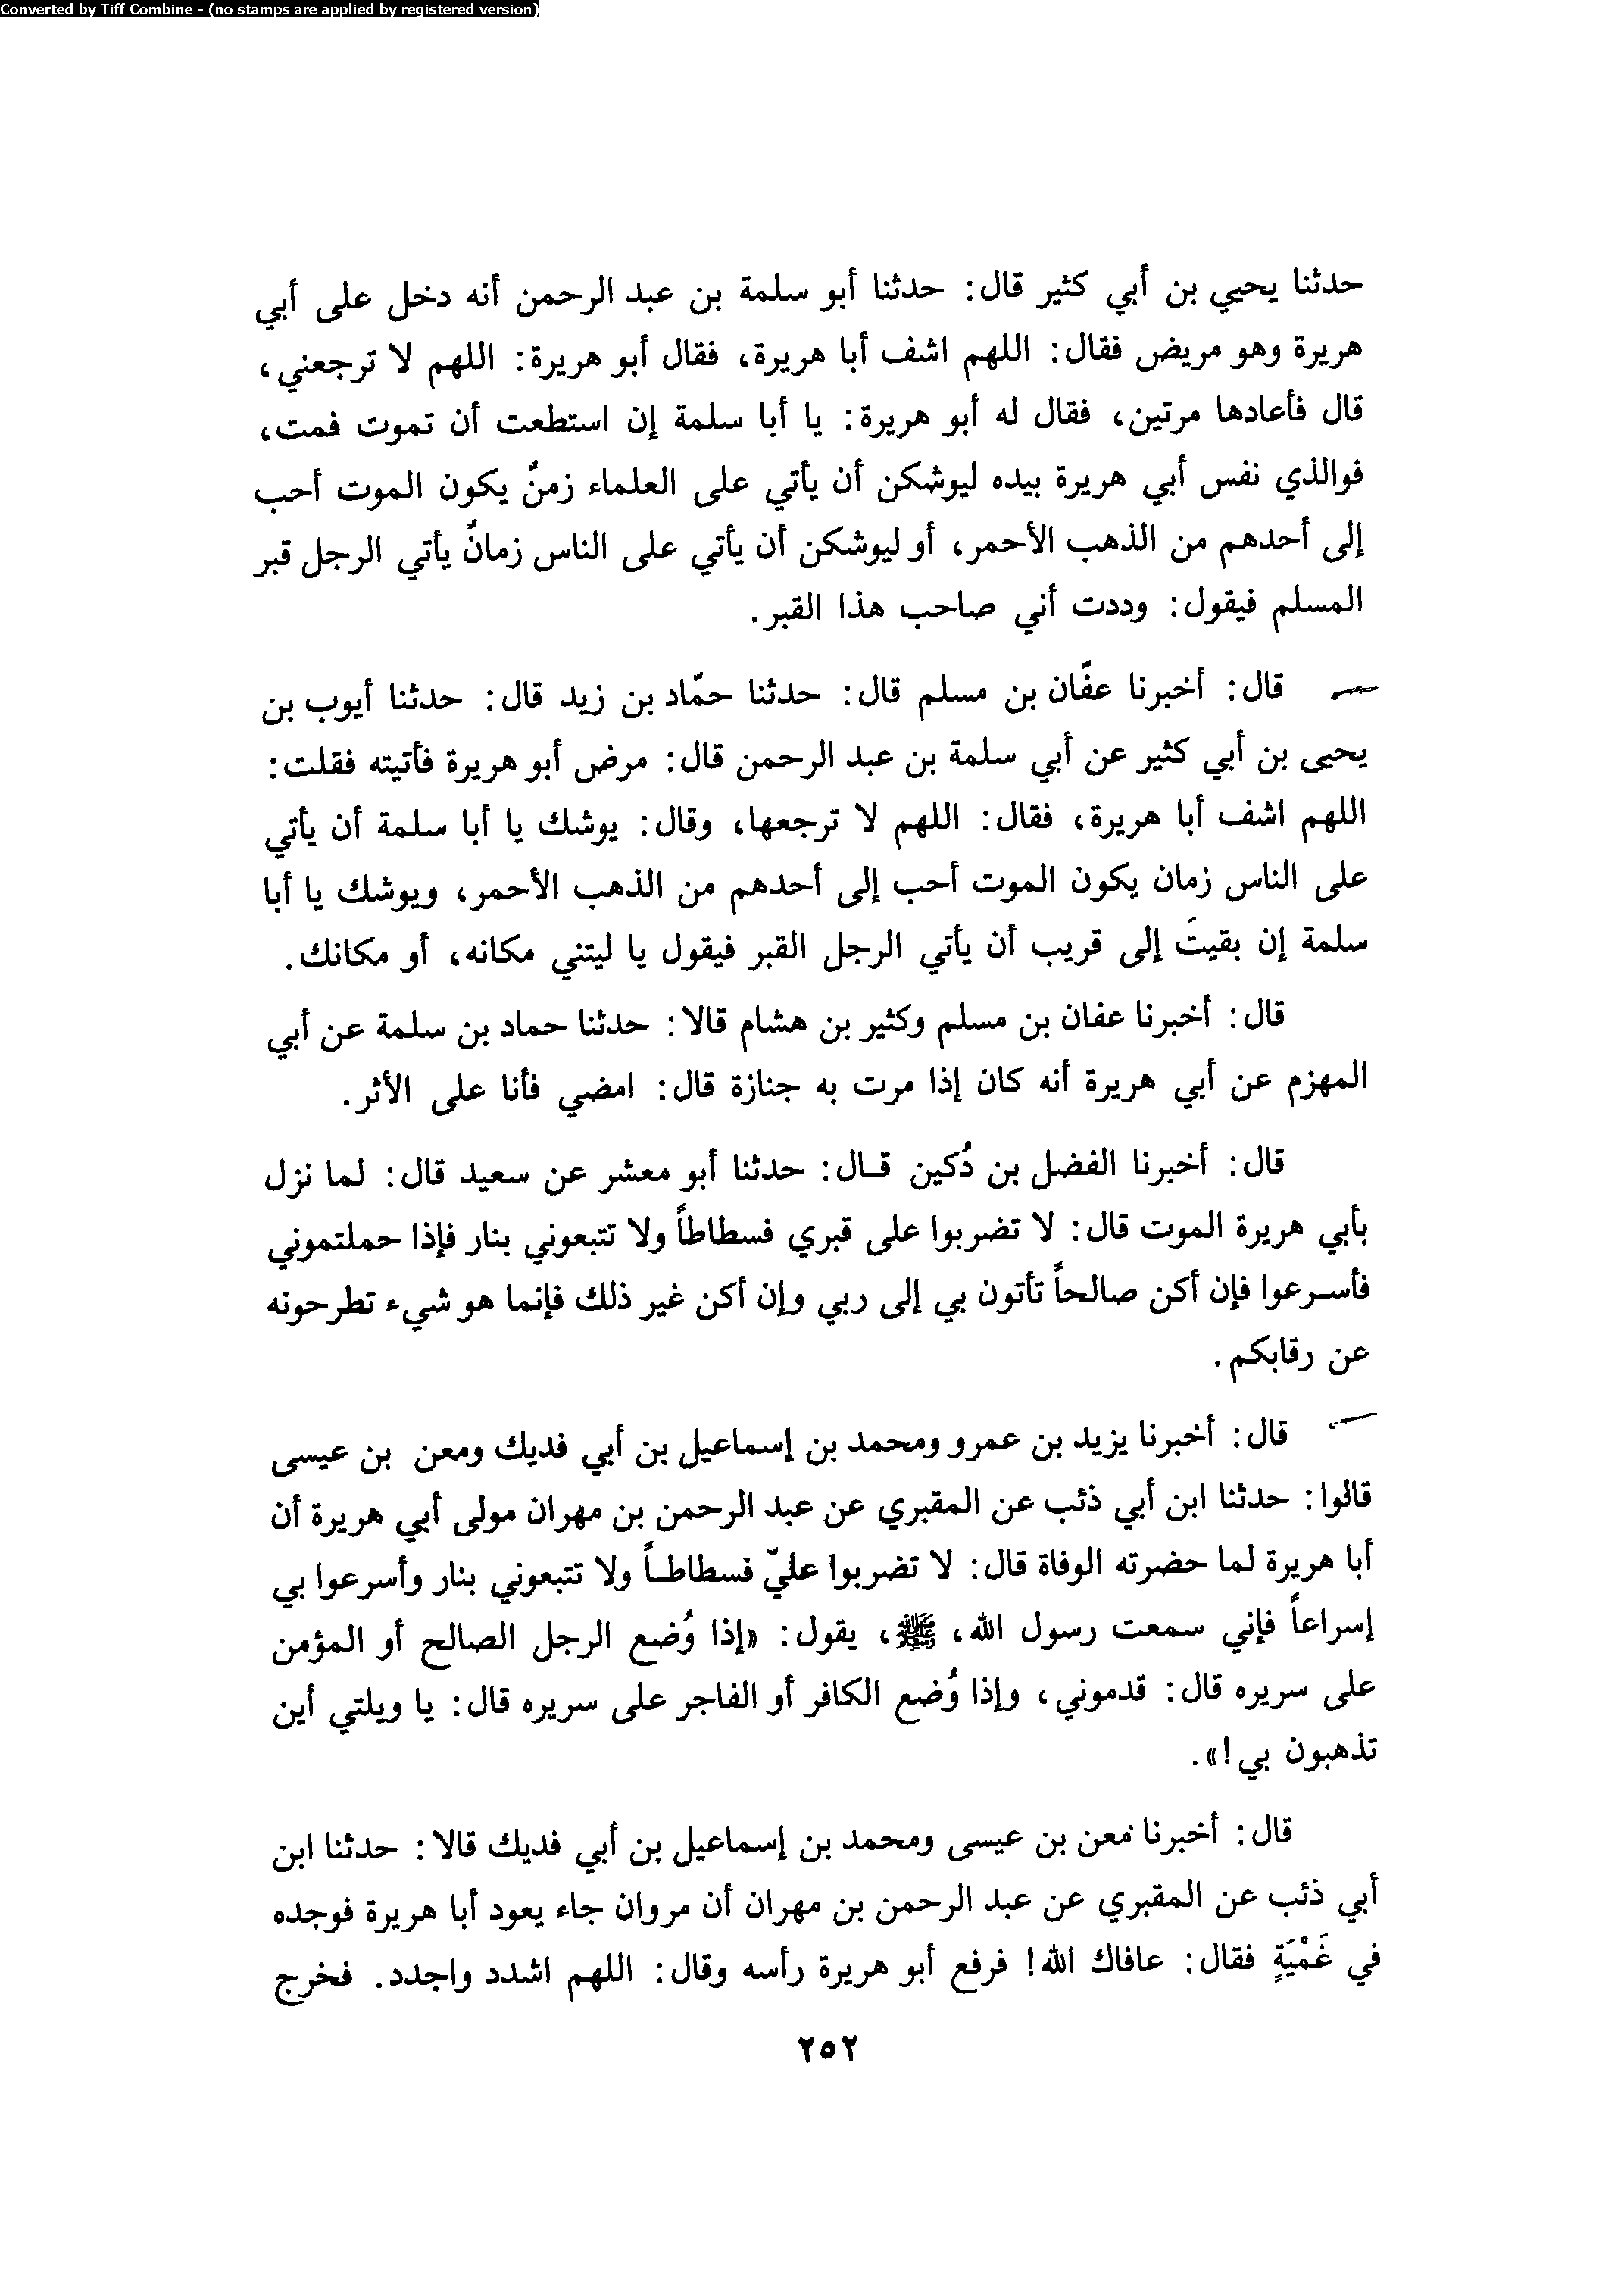 Converted by Tiff Combine - (no stamps are applied by registered version)
حدثنا يحيي بن أبي كثير قال: حدثنا أبو سلمة بن عبد الرحمن أنه دخل على أبي
هريرة وهو مريض فقال: اللهم اشف أبا هريرة، فقال أبو هريرة: اللهم لا ترجعني،
قال فأعادها مرتين، فقال له أبو هريرة: يا أبا سلمة إن استطعت أن تموت فمت،
فوالذي نفس أبي هريرة بيده ليوشكن أن يأتي على العلماء زمنٌ يكون الموت أحب
إلى أحدهم من الذهب الأحمر، أو ليوشكن أن يأتي على الناس زمانٌ يأتي الرجل قبر
المسلم فيقول: وددت أني صاحب هذا القبر.
قال: أخبرنا عفّان بن مسلم قال: حدثنا حمّاد بن زيد قال: حدثنا أيوب بن
يحيى بن أبي كثير عن أبي سلمة بن عبد الرحمن قال: مرض أبو هريرة فأتيته فقلت:
اللهم اشف أبا هريرة، فقال: اللهم لا ترجعها، وقال: يوشك يا أبا سلمة أن يأتي
على الناس زمان يكون الموت أحب إلى أحدهم من الذهب الأحمر، ويوشك يا أبا
سلمة إن بقيتَ إلى قريب أن يأتي الرجل القبر فيقول يا ليتني مكانه، أو مكانك.
قال: أخبرنا عفان بن مسلم وكثير بن هشام قالا: حدثنا حماد بن سلمة عن أبي
المهزم عن أبي هريرة أنه كان إذا مرت به جنازة قال: امضي فأنا على الأثر.
قال: أخبرنا الفضل بن دُكين قـال: حدثنا أبو معشر عن سعيد قال: لما نزل
بأبي هريرة الموت قال: لا تضربوا على قبري فسطاطاً ولا تتبعوني بنار فإذا حملتموني
فأسـرعوا فإن أكن صالحاً تأتون بي إلى ربي وإن أكن غير ذلك فإنما هو شيء تطرحونه
عن رقابكم.
قال: أخبرنا يزيد بن عمرو ومحمد بن إسماعيل بن أبي فديك ومعن بن عيسى
قالوا: حدثنا ابن أبي ذئب عن المقبري عن عبد الرحمن بن مهران مولى أبي هريرة أن
أبا هريرة لما حضرته الوفاة قال: لا تضربوا عليّ فسطاطـاً ولا تتبعوني بنار وأسرعوا بي
إسراعاً فإني سمعت رسول الله، ﷺ، يقول: «إذا وُضع الرجل الصالح أو المؤمن
على سريره قال: قدموني، وإذا وُضع الكافر أو الفاجر على سريره قال: يا ويلتي أين
تذهبون بي!».
قال: أخبرنا معن بن عيسى ومحمد بن إسماعيل بن أبي فديك قالا: حدثنا ابن
أبي ذئب عن المقبري عن عبد الرحمن بن مهران أن مروان جاء يعود أبا هريرة فوجده
في غَمْيَةٍ فقال: عافاك الله! فرفع أبو هريرة رأسه وقال: اللهم اشدد واجدد. فخرج
٢٥٢